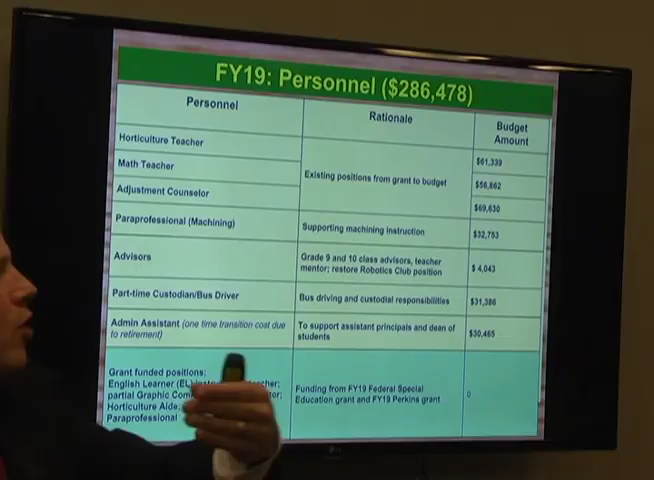 FY19: Personnel ($286,478)
Personnel
Rationale
Budget
Amount
Horticulture Teacher
Math Teacher
Adjustment Counselor
Existing positions from grant to budget
$61,339
$56,862
$69,630
Paraprofessional (Machining)
Supporting machining instruction
$32,753
Advisors
Grade 9 and 10 class advisors, teacher
mentor; restore Robotics Club position
$ 4,043
Part-time Custodian/Bus Driver
Bus driving and custodial responsibilities
$31,386
Admin Assistant (one time transition cost due
to retirement)
To support assistant principals and dean of
students
$30,465
Grant funded positions:
English Learner (EL)
partial Graphic
Horticulture Aide;
Paraprofessional
Funding from FY19 Federal Special
Education grant and FY19 Perkins grant
0
LG